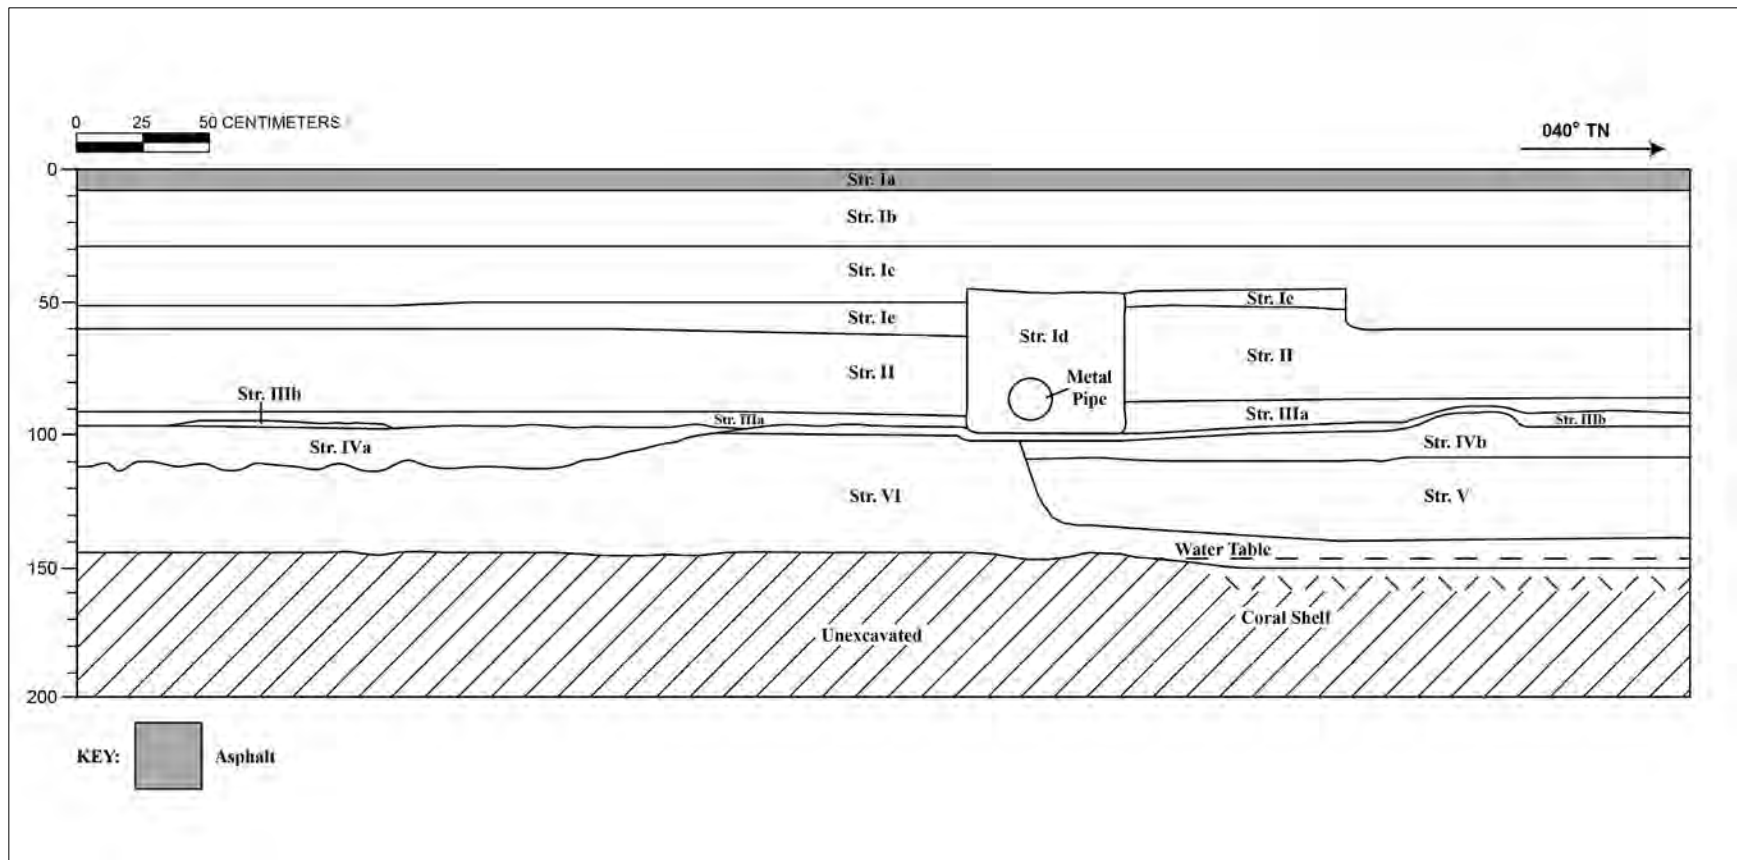 0 25 50 CENTIMETERS
040° TN
0
Str. Ia
Str. Ib
Str. Ic
50
Str. Ie
Str. Ie
Str. Id
Str. II
Str. II
Metal
Pipe
Str. IIIb
Str. IIIa
Str. IIIa
Str. IIIb
100
Str. IVa
Str. IVb
Str. VI
Str. V
Water Table
150
Coral Shelf
Unexcavated
200
KEY:
Asphalt